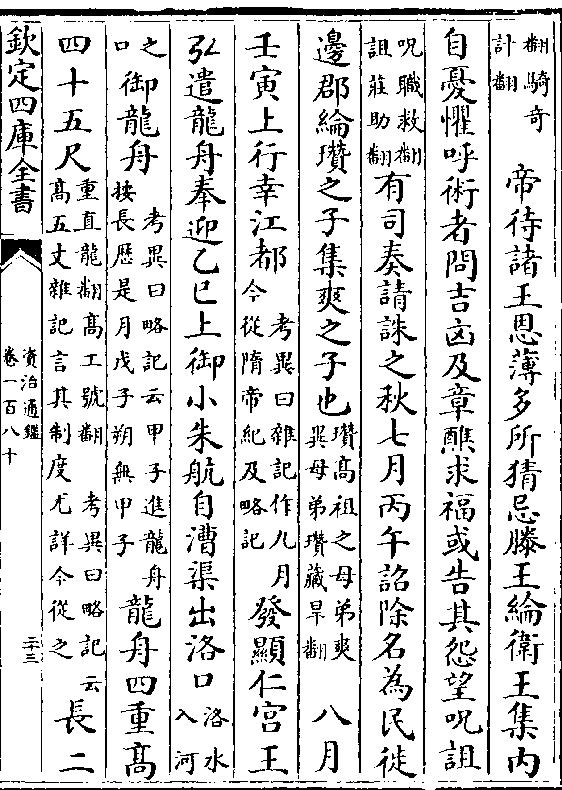 翻騎奇計翻　帝待諸王恩薄多所猜忌滕王綸衛王集内
自憂懼呼術者問吉凶及章醮求福或告其怨望呪詛
呪職救翻詛莊助翻有司奏請誅之秋七月丙午詔除名為民徙
邊郡綸瓚之子集爽之子也瓚高祖之母弟爽異母弟瓚藏旱翻　八月
壬寅上行幸江都考異曰雜記作九月今從隋帝紀及略記發顯仁宫王
弘遣龍舟奉迎乙巳上御小朱航自漕渠出洛口洛水入河
之口御龍舟考異曰略記云甲子進龍舟按長歷是月戊子朔無甲子龍舟四重高
四十五尺重直龍翻高工號翻　考異曰略記云高五丈雜記言其制度尤詳今從之長二
欽定四庫全書
資治通鑑
卷一百八十
二三